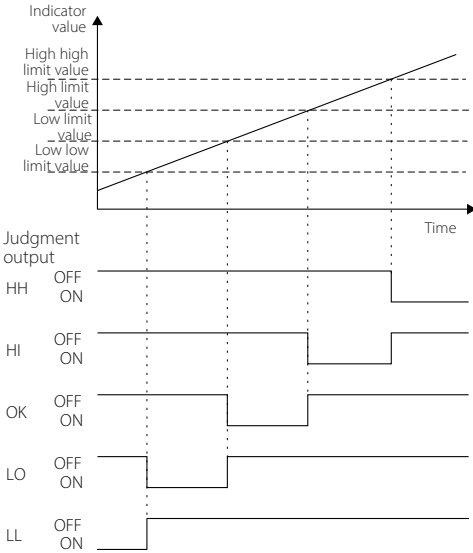 Indicator
value
High high
limit value
High limit
value
Low limit
value
Low low
limit value
Time
Judgment
output
HH OFF
ON
HI OFF
ON
OK OFF
ON
LO OFF
ON
LL OFF
ON